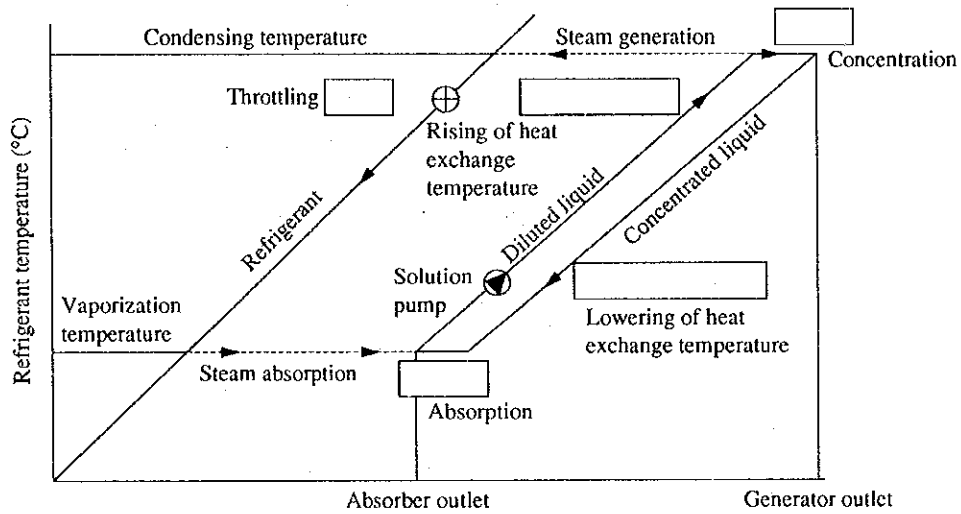 Condensing temperature
Steam generation
Concentration
Throttling
Rising of heat
exchange
temperature
Refrigerant temperature (°C)
Refrigerant
Diluted liquid
Concentrated liquid
Solution
pump
Vaporization
temperature
Lowering of heat
exchange temperature
Steam absorption
Absorption
Absorber outlet
Generator outlet